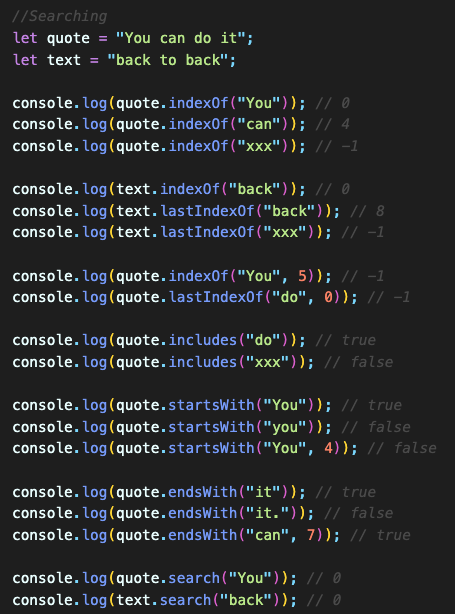 //Searching
let quote = "You can do it";
let text = "back to back";
console.log(quote.indexOf("You")); // 0
console.log(quote.indexOf("can")); // 4
console.log(quote.indexOf("xxx")); // -1
console.log(text.indexOf("back")); // 0
console.log(text.lastIndexOf("back")); // 8
console.log(text.lastIndexOf("xxx")); // -1
console.log(quote.indexOf("You", 5)); // -1
console.log(quote.lastIndexOf("do", 0)); // -1
console.log(quote.includes("do")); // true
console.log(quote.includes("xxx")); // false
console.log(quote.startsWith("You")); // true
console.log(quote.startsWith("you")); // false
console.log(quote.startsWith("You", 4)); // false
console.log(quote.endsWith("it")); // true
console.log(quote.endsWith("it.")); // false
console.log(quote.endsWith("can", 7)); // true
console.log(quote.search("You")); // 0
console.log(text.search("back")); // 0